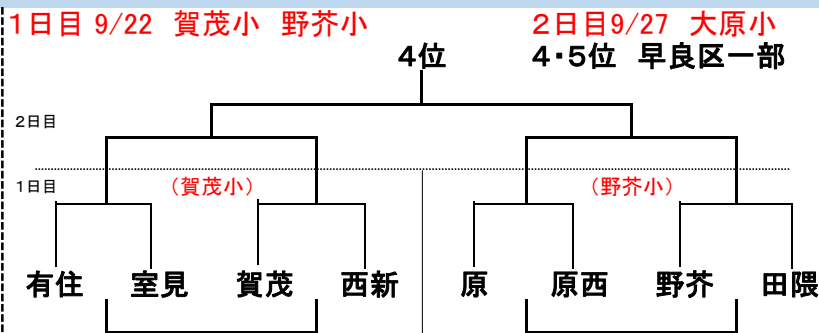 1日目 9/22 賀茂小 野芥小
2日目9/27 大原小
4位
4・5位 早良区一部
2日目
1日目
（賀茂小）
（野芥小）
有住 室見 賀茂 西新 原 原西 野芥 田隈